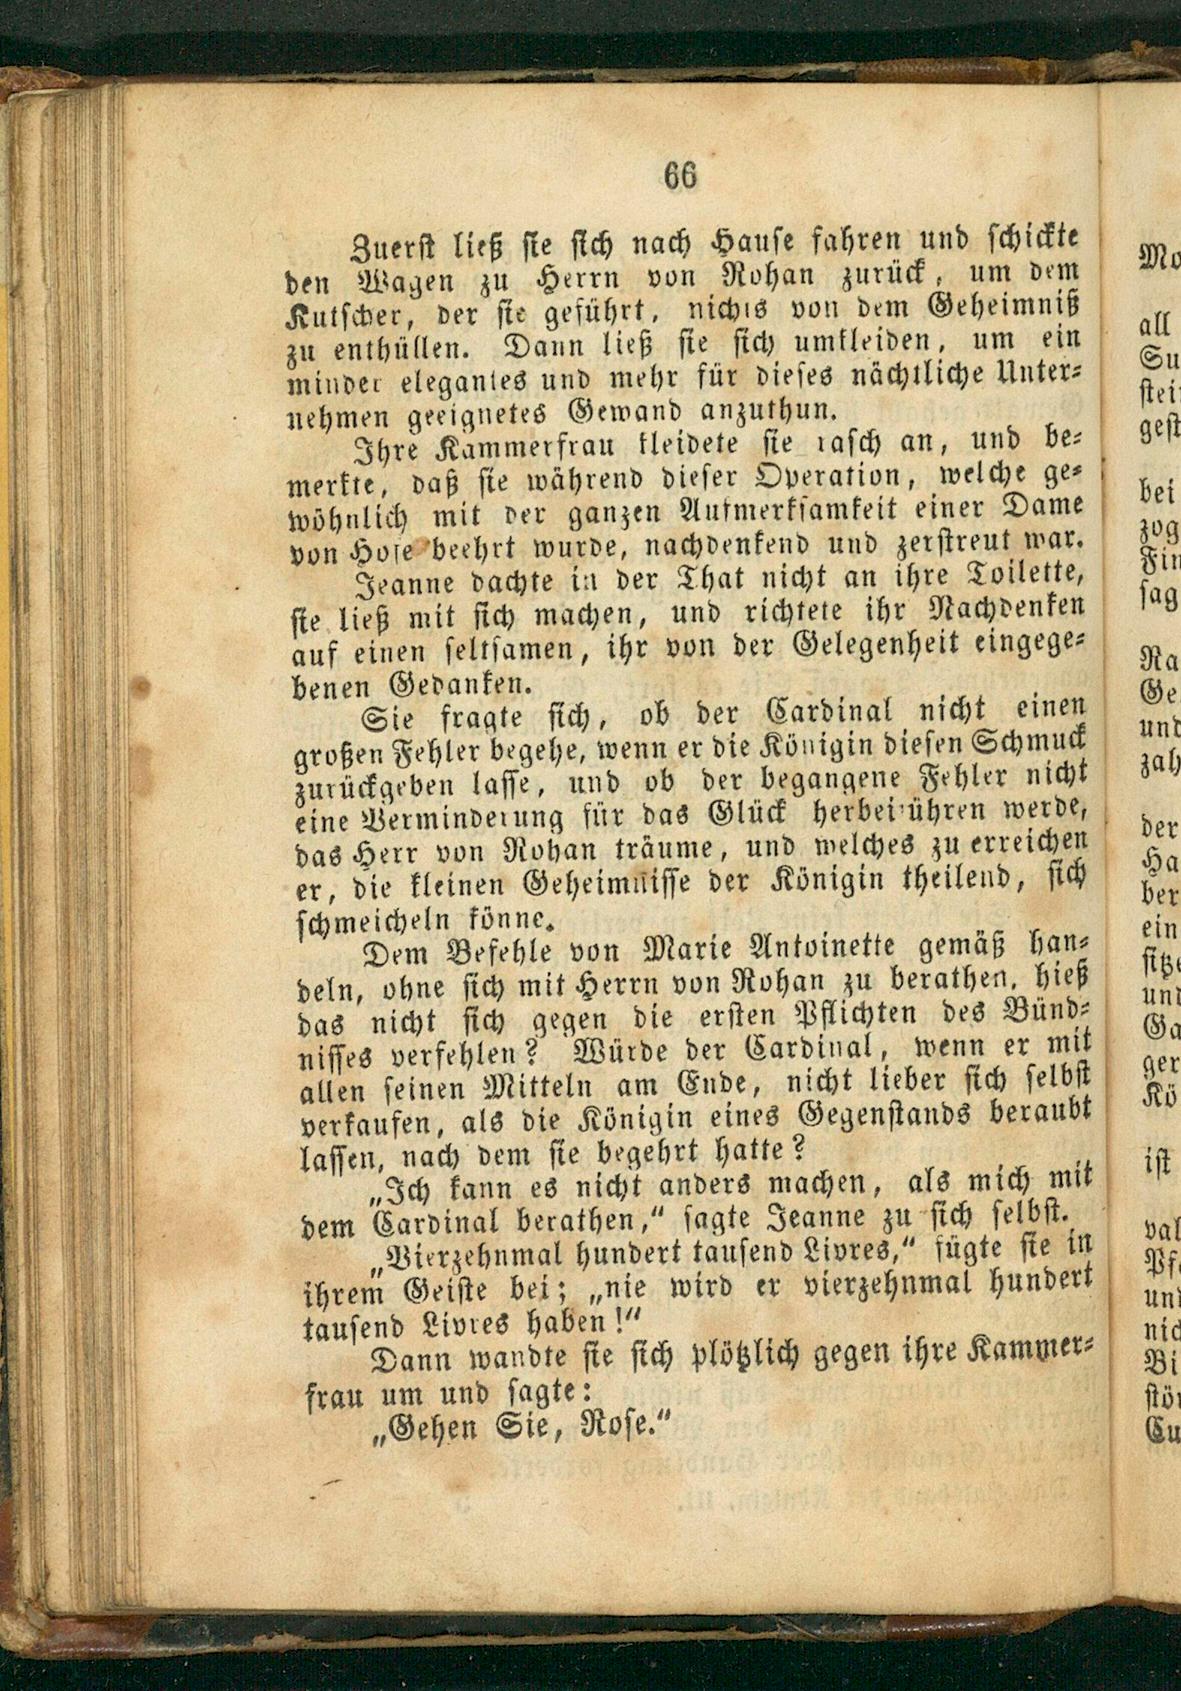 66
Zuerst ließ sie sich nach Hause fahren und schickte
den Wagen zu Herrn von Rohan zurück, um dem
Kutscher, der sie geführt, nichts von dem Geheimniß
zu enthüllen. Dann ließ sie sich umkleiden, um ein
minder elegantes und mehr für dieses nächtliche Unter-
nehmen geeignetes Gewand anzuthun.
Ihre Kammerfrau kleidete sie rasch an, und be-
merkte, daß sie während dieser Operation, welche ge-
wöhnlich mit der ganzen Aufmerksamkeit einer Dame
von Hofe beehrt wurde, nachdenkend und zerstreut war.
Jeanne dachte in der That nicht an ihre Toilette,
sie ließ mit sich machen, und richtete ihr Nachdenken
auf einen seltsamen, ihr von der Gelegenheit eingege-
benen Gedanken.
Sie fragte sich, ob der Cardinal nicht einen
großen Fehler begehe, wenn er die Königin diesen Schmuck
zurückgeben lasse, und ob der begangene Fehler nicht
eine Verminderung für das Glück herbeiführen werde,
das Herr von Rohan träume, und welches zu erreichen
er, die kleinen Geheimnisse der Königin theilend, sich
schmeicheln könne.
Dem Befehle von Marie Antoinette gemäß han-
deln, ohne sich mit Herrn von Rohan zu berathen, hieß
das nicht sich gegen die ersten Pflichten des Bünd-
nisses verfehlen? Würde der Cardinal, wenn er mit
allen seinen Mitteln am Ende, nicht lieber sich selbst
verkaufen, als die Königin eines Gegenstands beraubt
lassen, nach dem sie begehrt hatte?
„Ich kann es nicht anders machen, als mich mit
dem Cardinal berathen,“ sagte Jeanne zu sich selbst.
„Vierzehnmal hundert tausend Livres,“ fügte sie in
ihrem Geiste bei; „nie wird er vierzehnmal hundert
tausend Livres haben!“
Dann wandte sie sich plötzlich gegen ihre Kammer-
frau um und sagte:
„Gehen Sie, Rose.“